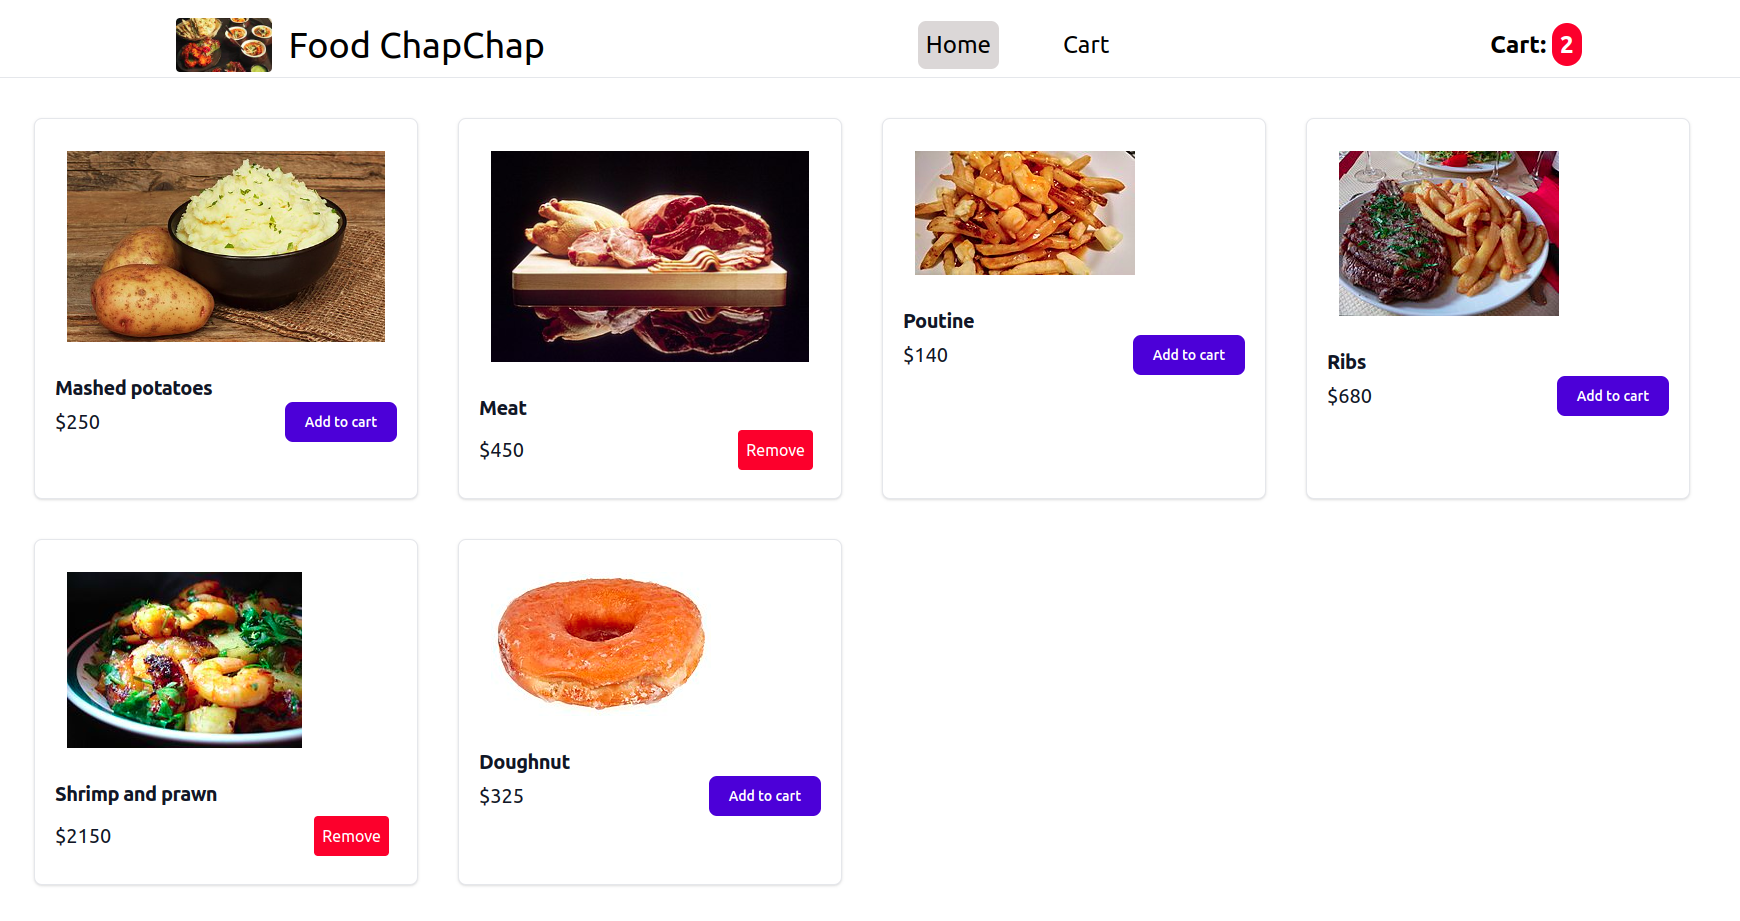 Food ChapChap
Home
Cart
Cart: 2
Mashed potatoes
$250
Add to cart
Meat
$450
Remove
Poutine
$140
Add to cart
Ribs
$680
Add to cart
Shrimp and prawn
$2150
Remove
Doughnut
$325
Add to cart